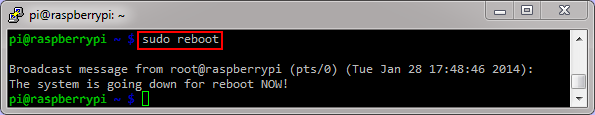 pi@raspberrypi: ~
pi@raspberrypi ~ $ sudo reboot
Broadcast message from root@raspberrypi (pts/0) (Tue Jan 28 17:48:46 2014):
The system is going down for reboot NOW!
pi@raspberrypi ~ $